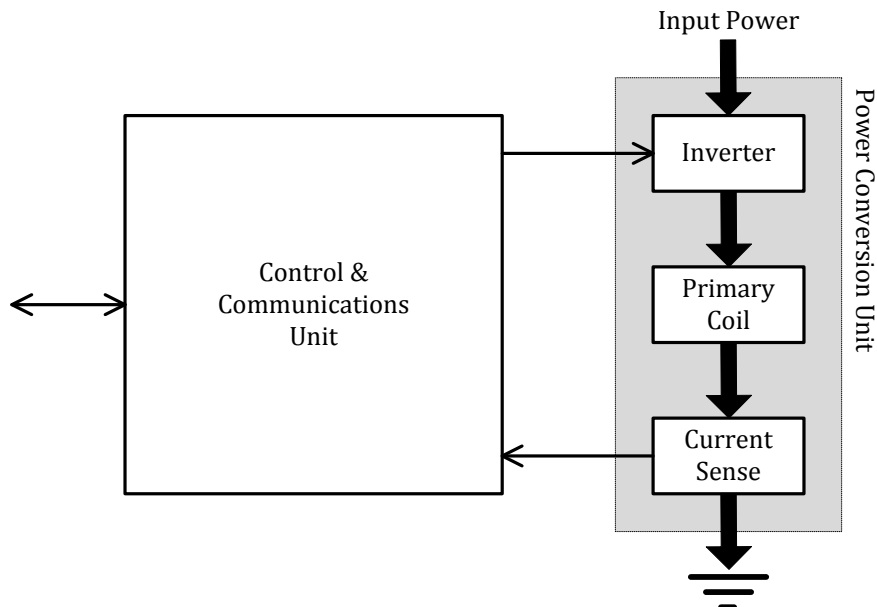 Input Power
Inverter
Control &
Communications
Unit
Primary
Coil
Current
Sense
Power Conversion Unit